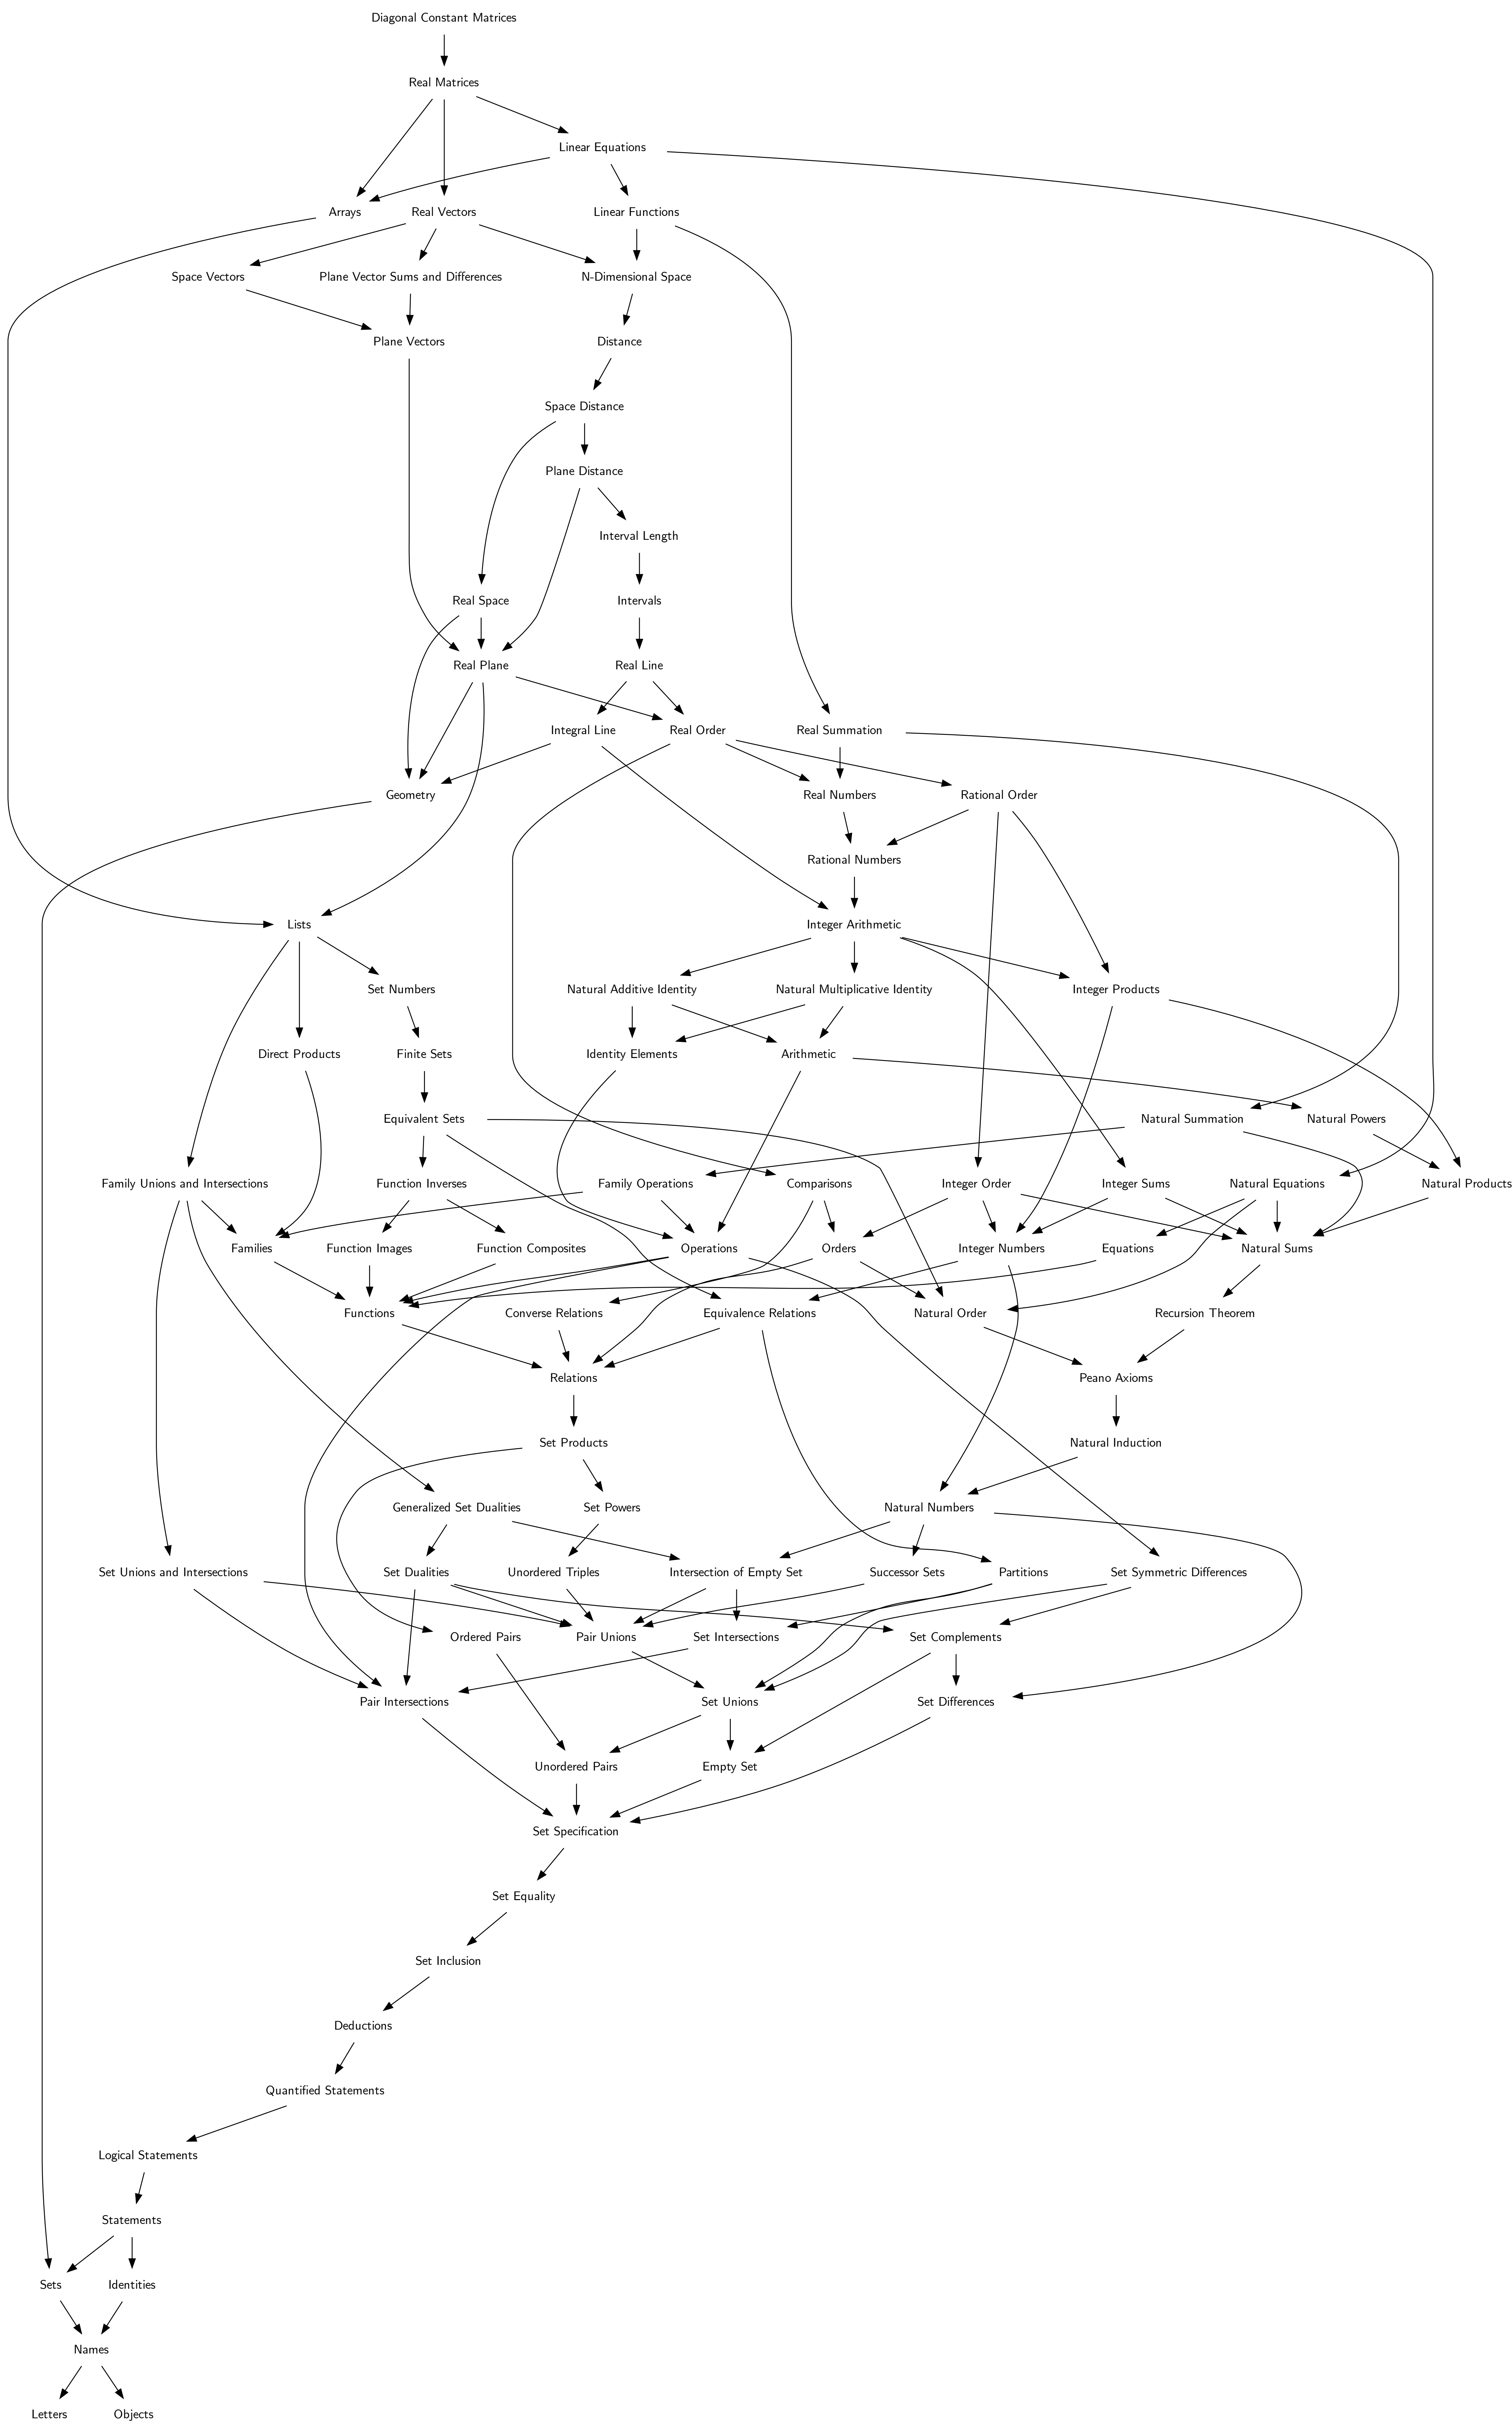 Diagonal Constant Matrices
Real Matrices
Linear Equations
Arrays
Real Vectors
Linear Functions
Space Vectors
Plane Vector Sums and Differences
N-Dimensional Space
Plane Vectors
Distance
Space Distance
Plane Distance
Interval Length
Real Space
Intervals
Real Plane
Real Line
Integral Line
Real Order
Real Summation
Geometry
Real Numbers
Rational Order
Rational Numbers
Lists
Integer Arithmetic
Set Numbers
Natural Additive Identity
Natural Multiplicative Identity
Integer Products
Direct Products
Finite Sets
Identity Elements
Arithmetic
Equivalent Sets
Natural Summation
Natural Powers
Family Unions and Intersections
Function Inverses
Family Operations
Comparisons
Integer Order
Integer Sums
Natural Equations
Natural Products
Families
Function Images
Function Composites
Operations
Orders
Integer Numbers
Equations
Natural Sums
Functions
Converse Relations
Equivalence Relations
Natural Order
Recursion Theorem
Relations
Peano Axioms
Set Products
Natural Induction
Generalized Set Dualities
Set Powers
Natural Numbers
Set Unions and Intersections
Set Dualities
Unordered Triples
Intersection of Empty Set
Successor Sets
Partitions
Set Symmetric Differences
Ordered Pairs
Pair Unions
Set Intersections
Set Complements
Pair Intersections
Set Unions
Set Differences
Unordered Pairs
Empty Set
Set Specification
Set Equality
Set Inclusion
Deductions
Quantified Statements
Logical Statements
Statements
Sets
Identities
Names
Letters
Objects